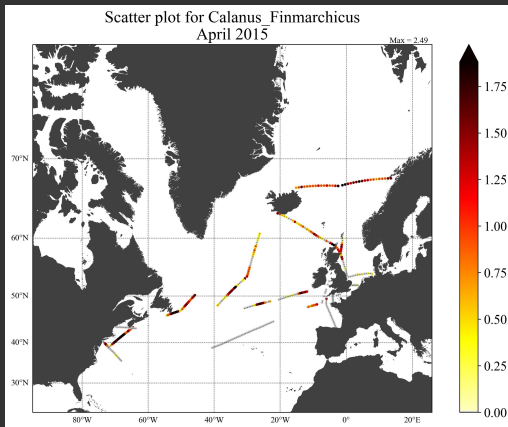 Scatter plot for Calanus_Finmarchicus
April 2015
Max = 2.49
70°N
60°N
50°N
40°N
30°N
80°W 60°W 40°W 20°W 0° 20°E
1.75
1.50
1.25
1.00
0.75
0.50
0.25
0.00